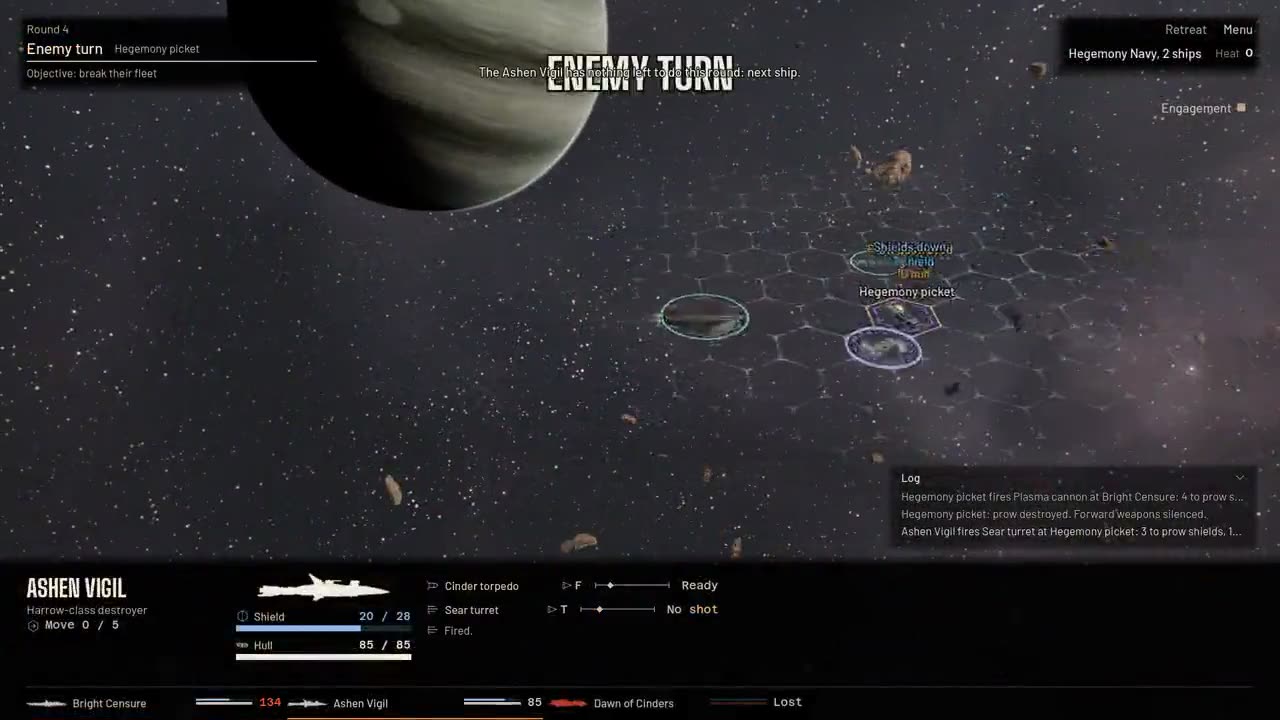 Round 4
Enemy turn Hegemony picket
Objective: break their fleet
ENEMY TURN
The Ashen Vigil has nothing left to do this round: next ship.
Retreat Menu
Hegemony Navy, 2 ships Heat 0
Engagement
Shields down
Hegemony picket
Log
Hegemony picket fires Plasma cannon at Bright Censure: 4 to prow s...
Hegemony picket: prow destroyed. Forward weapons silenced.
Ashen Vigil fires Sear turret at Hegemony picket: 3 to prow shields, 1...
ASHEN VIGIL
Harrow-class destroyer
Move 0 / 5
Shield 20 / 28
Hull 85 / 85
Cinder torpedo F Ready
Sear turret T No shot
Fired.
Bright Censure 134 Ashen Vigil 85 Dawn of Cinders Lost